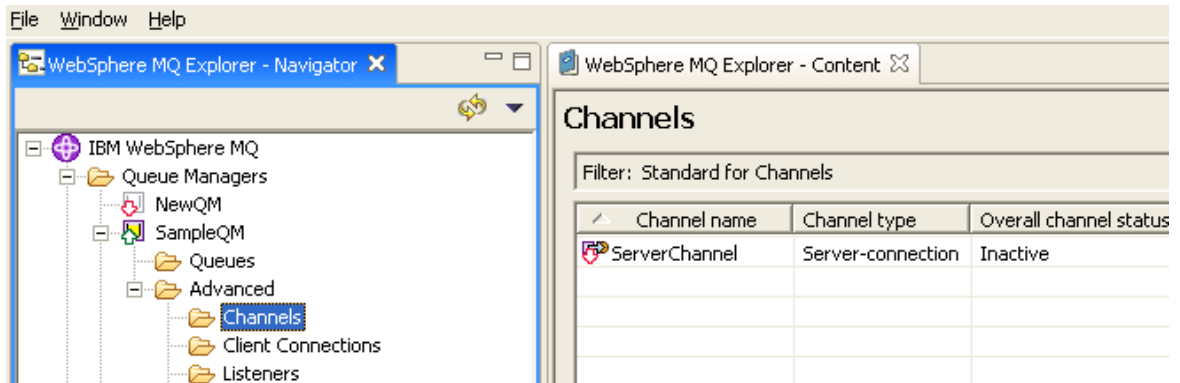 File Window Help
WebSphere MQ Explorer - Navigator
WebSphere MQ Explorer - Content
IBM WebSphere MQ
Queue Managers
NewQM
SampleQM
Queues
Advanced
Channels
Client Connections
Listeners
Channels
Filter: Standard for Channels
Channel name Channel type Overall channel status
ServerChannel Server-connection Inactive